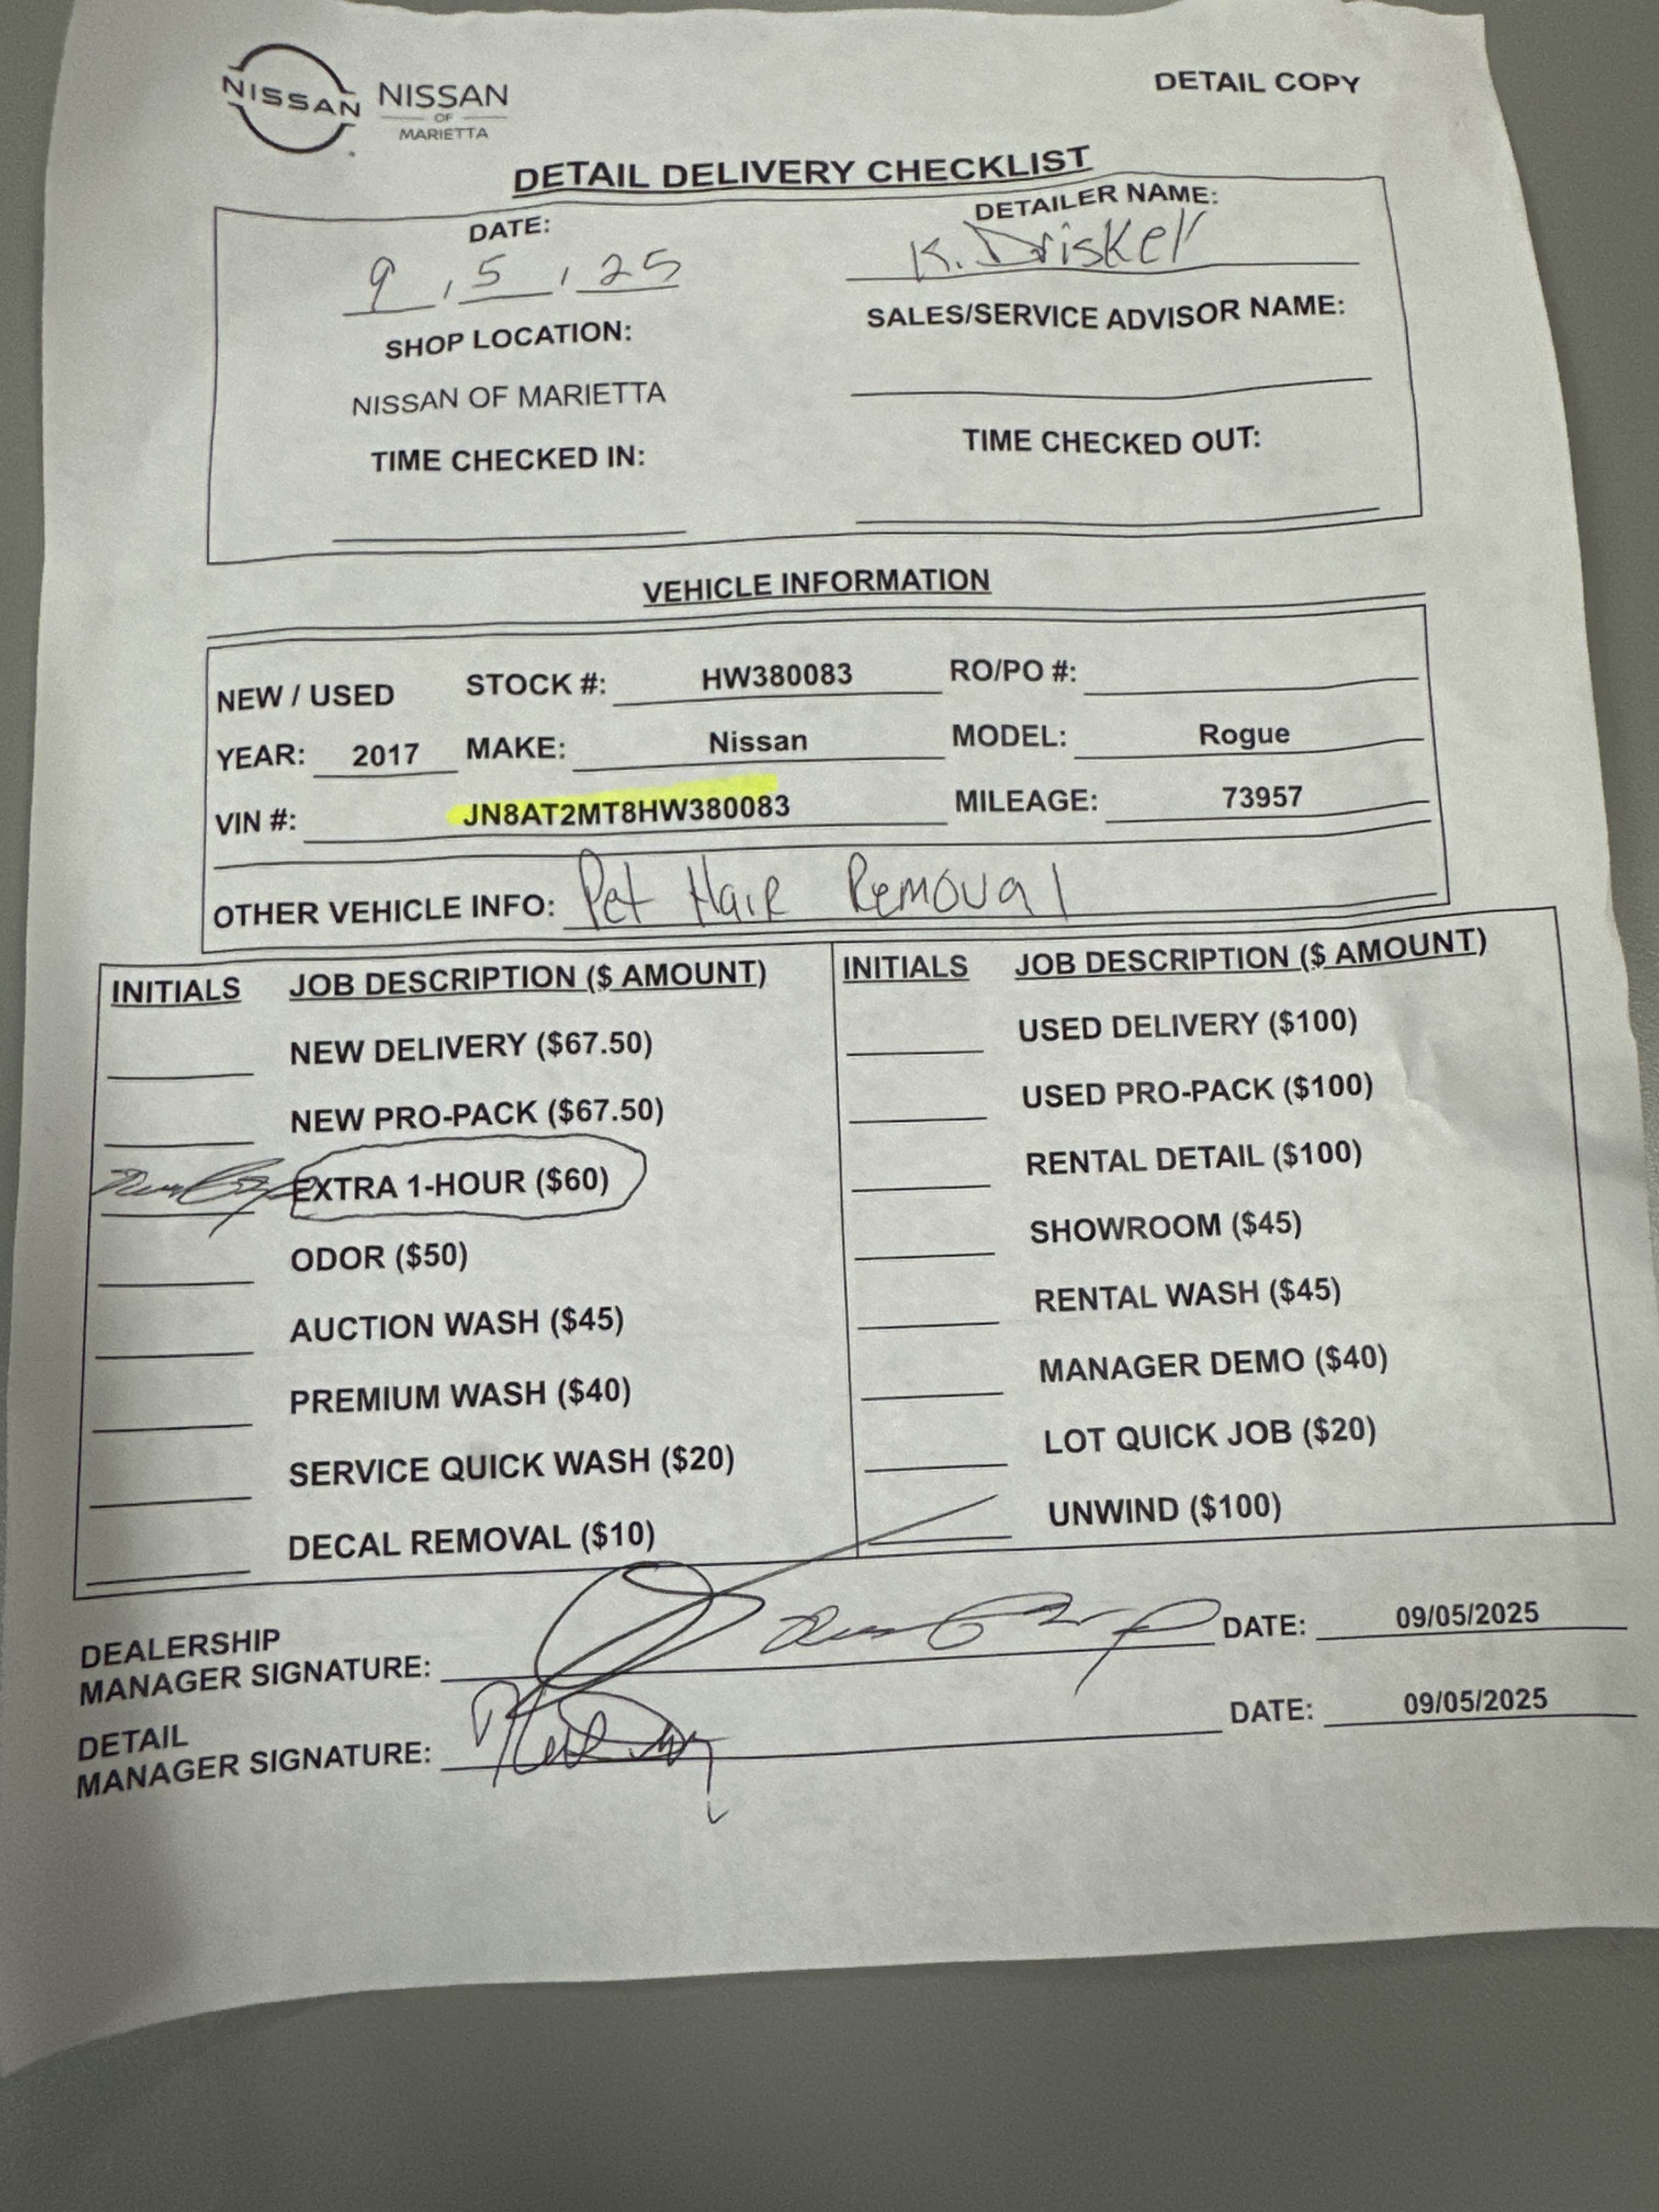 NISSAN
NISSAN
OF
MARIETTA
DETAIL COPY
DETAIL DELIVERY CHECKLIST
DATE:
9 / 5 / 25
DETAILER NAME:
K. Driskell
SHOP LOCATION:
NISSAN OF MARIETTA
SALES/SERVICE ADVISOR NAME:
TIME CHECKED IN:
TIME CHECKED OUT:
VEHICLE INFORMATION
NEW / USED STOCK #: HW380083 RO/PO #:
YEAR: 2017 MAKE: Nissan MODEL: Rogue
VIN #: JN8AT2MT8HW380083 MILEAGE: 73957
OTHER VEHICLE INFO: Pet Hair Removal
INITIALS JOB DESCRIPTION ($ AMOUNT)
NEW DELIVERY ($67.50)
NEW PRO-PACK ($67.50)
EXTRA 1-HOUR ($60)
ODOR ($50)
AUCTION WASH ($45)
PREMIUM WASH ($40)
SERVICE QUICK WASH ($20)
DECAL REMOVAL ($10)
INITIALS JOB DESCRIPTION ($ AMOUNT)
USED DELIVERY ($100)
USED PRO-PACK ($100)
RENTAL DETAIL ($100)
SHOWROOM ($45)
RENTAL WASH ($45)
MANAGER DEMO ($40)
LOT QUICK JOB ($20)
UNWIND ($100)
DEALERSHIP
MANAGER SIGNATURE: DATE: 09/05/2025
DETAIL
MANAGER SIGNATURE: DATE: 09/05/2025